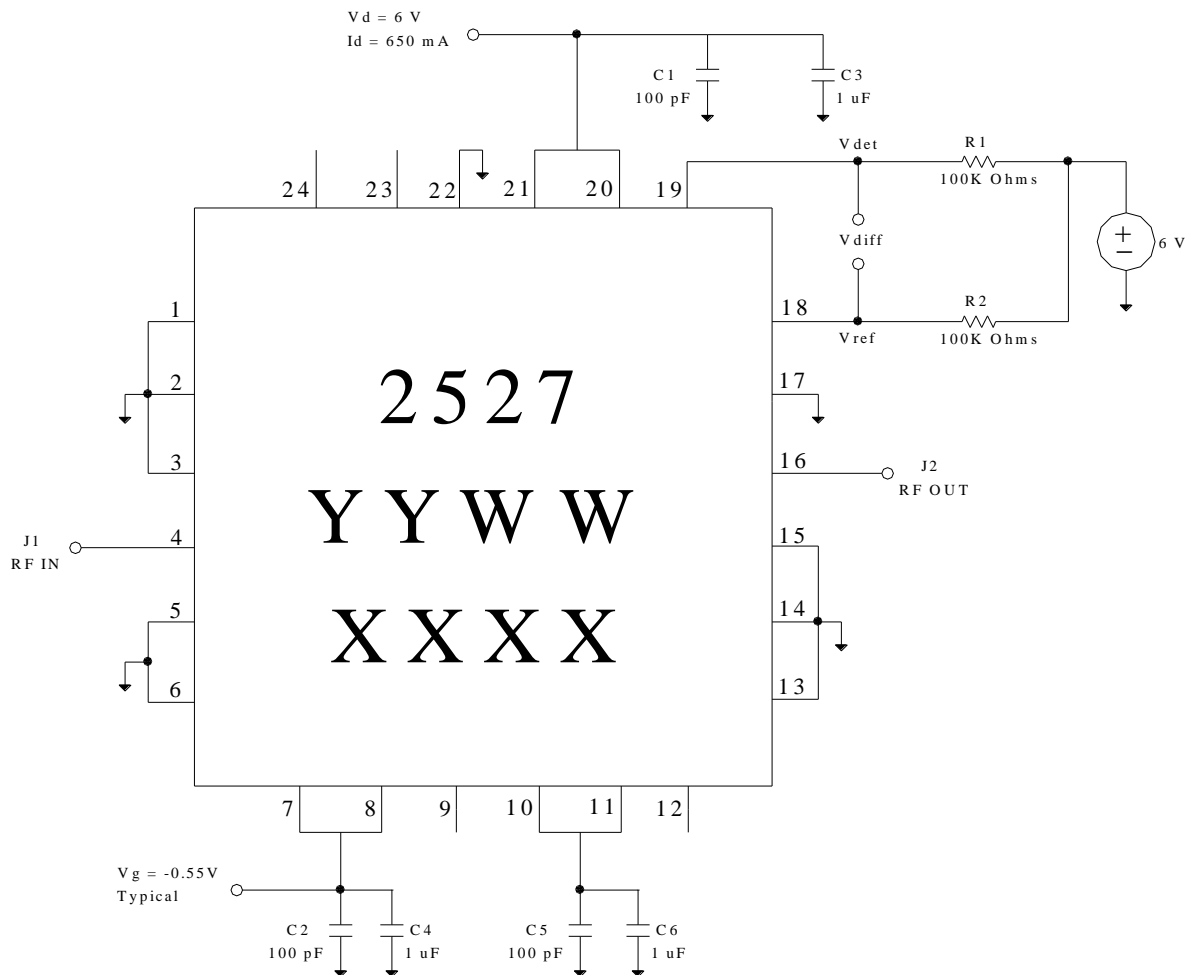 Vd = 6 V
Id = 650 mA
C1
100 pF
C3
1 uF
Vdet
R1
100K Ohms
24
23
22
21
20
19
Vdiff
+
−
6 V
1
18
R2
100K Ohms
Vref
2
2527
17
3
16
J2
RF OUT
YYWW
J1
RF IN
4
15
5
XXXX
14
6
13
7
8
9
10
11
12
Vg = -0.55V
Typical
C2
100 pF
C4
1 uF
C5
100 pF
C6
1 uF